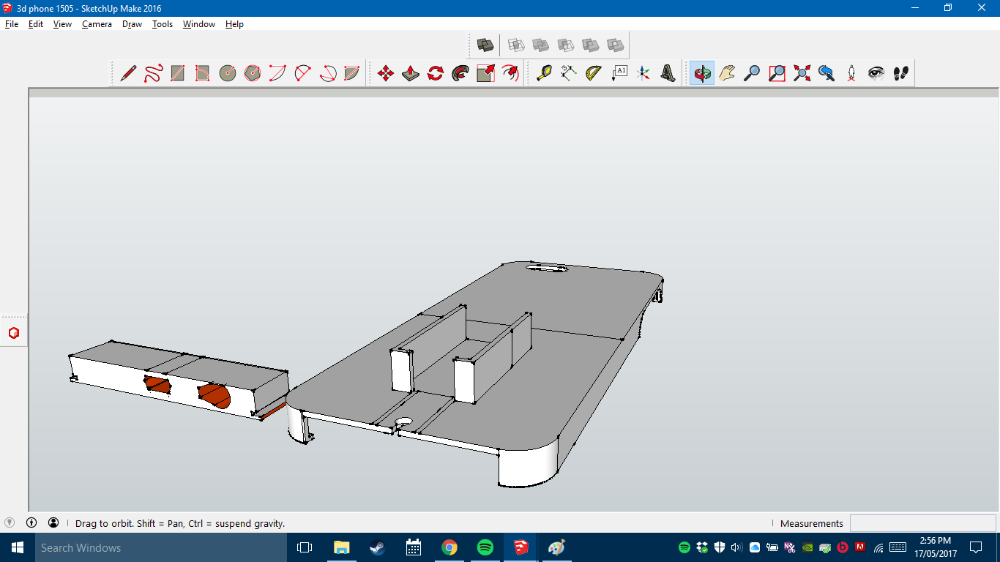 3d phone 1505 - SketchUp Make 2016
File Edit View Camera Draw Tools Window Help
A1
Drag to orbit. Shift = Pan, Ctrl = suspend gravity.
Measurements
Search Windows
2:56 PM
17/05/2017